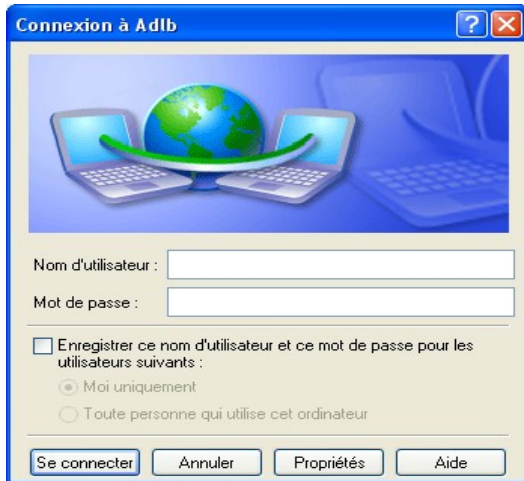 Connexion à Adlb
Nom d'utilisateur :
Mot de passe :
Enregistrer ce nom d'utilisateur et ce mot de passe pour les
utilisateurs suivants :
Moi uniquement
Toute personne qui utilise cet ordinateur
Se connecter Annuler Propriétés Aide